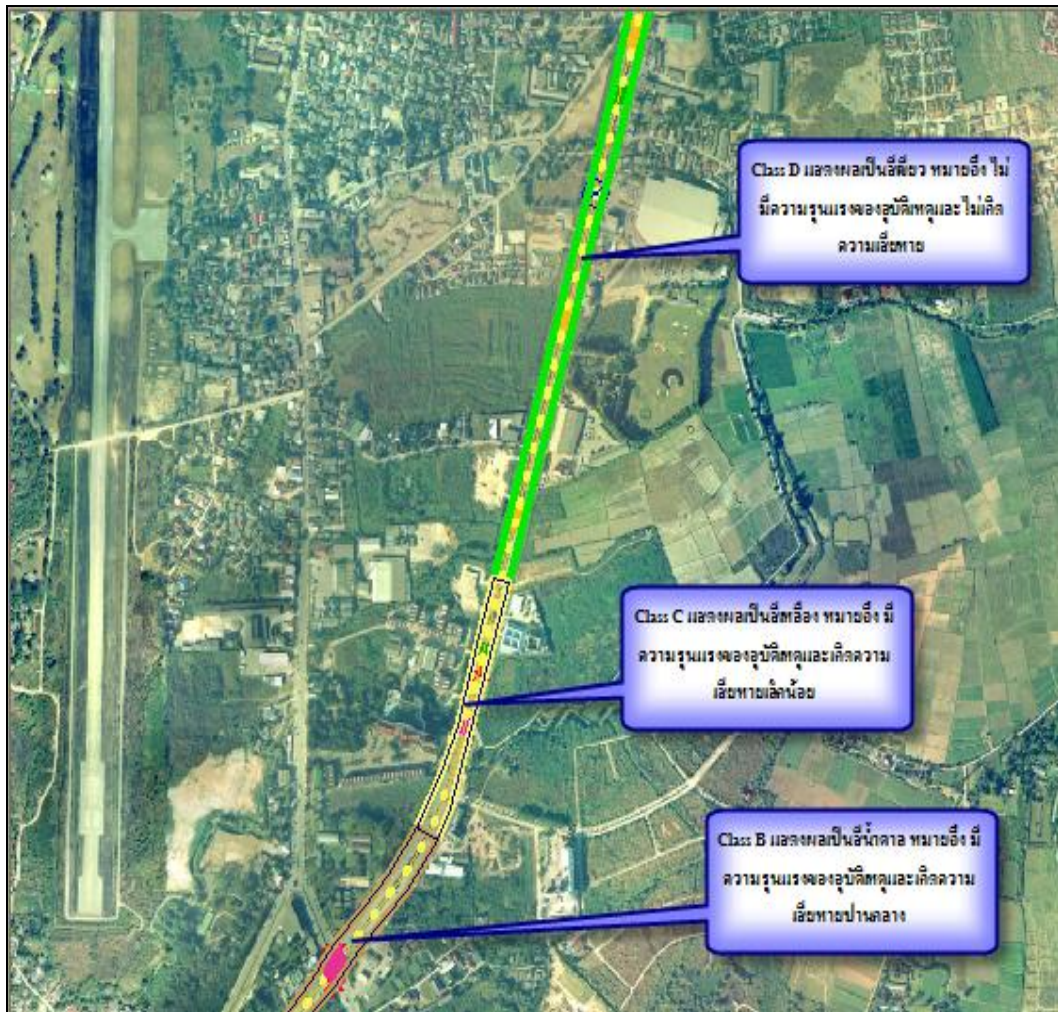 Class D แสดงผลเป็นสีเขียว หมายถึง ไม่
มีความรุนแรงของอุบัติเหตุและไม่เกิด
ความเสียหาย
Class C แสดงผลเป็นสีเหลือง หมายถึง มี
ความรุนแรงของอุบัติเหตุและเกิดความ
เสียหายเล็กน้อย
Class B แสดงผลเป็นสีน้ำตาล หมายถึง มี
ความรุนแรงของอุบัติเหตุและเกิดความ
เสียหายปานกลาง